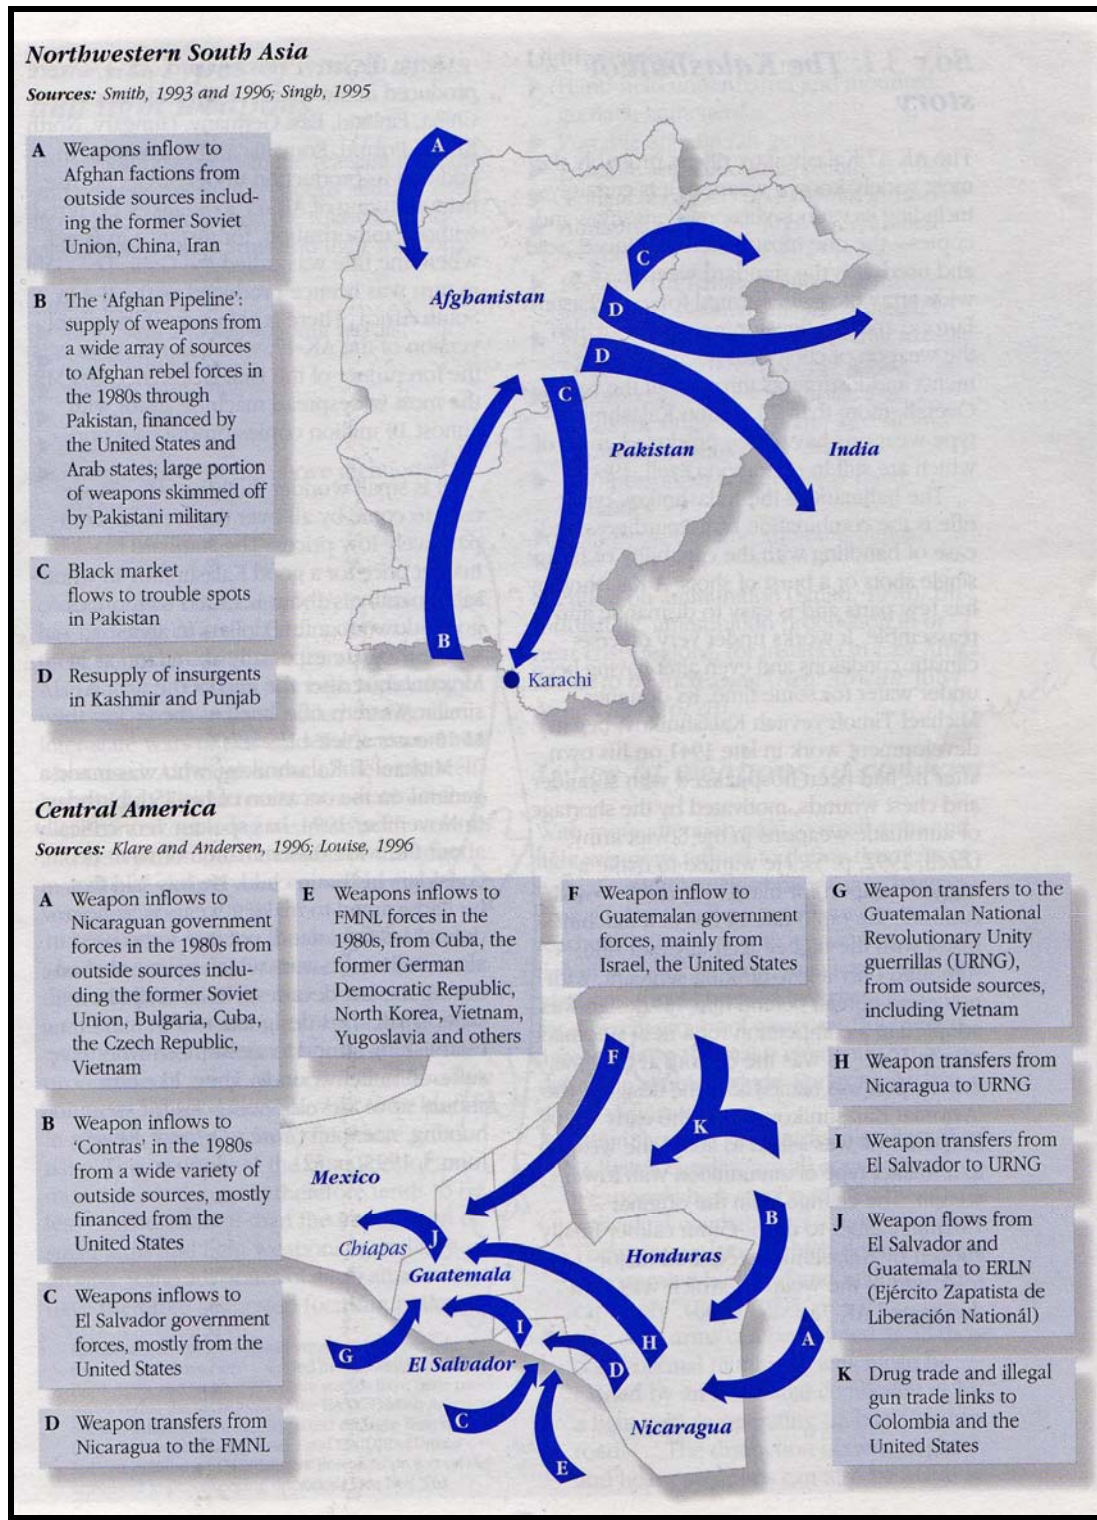 Northwestern South Asia
Sources: Smith, 1993 and 1996; Singh, 1995
A Weapons inflow to
Afghan factions from
outside sources includ-
ing the former Soviet
Union, China, Iran
B The 'Afghan Pipeline':
supply of weapons from
a wide array of sources
to Afghan rebel forces in
the 1980s through
Pakistan, financed by
the United States and
Arab states; large portion
of weapons skimmed off
by Pakistani military
C Black market
flows to trouble spots
in Pakistan
D Resupply of insurgents
in Kashmir and Punjab
A
C
Afghanistan
D
D
C
Pakistan
India
B
Karachi
Central America
Sources: Klare and Andersen, 1996; Louise, 1996
A Weapon inflows to
Nicaraguan government
forces in the 1980s from
outside sources inclu-
ding the former Soviet
Union, Bulgaria, Cuba,
the Czech Republic,
Vietnam
B Weapon inflows to
'Contras' in the 1980s
from a wide variety of
outside sources, mostly
financed from the
United States
C Weapons inflows to
El Salvador government
forces, mostly from the
United States
D Weapon transfers from
Nicaragua to the FMNL
E Weapons inflows to
FMNL forces in the
1980s, from Cuba, the
former German
Democratic Republic,
North Korea, Vietnam,
Yugoslavia and others
F Weapon inflow to
Guatemalan government
forces, mainly from
Israel, the United States
G Weapon transfers to the
Guatemalan National
Revolutionary Unity
guerrillas (URNG),
from outside sources,
including Vietnam
H Weapon transfers from
Nicaragua to URNG
I Weapon transfers from
El Salvador to URNG
J Weapon flows from
El Salvador and
Guatemala to ERLN
(Ejército Zapatista de
Liberación Nationál)
K Drug trade and illegal
gun trade links to
Colombia and the
United States
F
K
Mexico
B
Chiapas
J
Honduras
Guatemala
I
H
A
G
El Salvador
D
C
Nicaragua
E